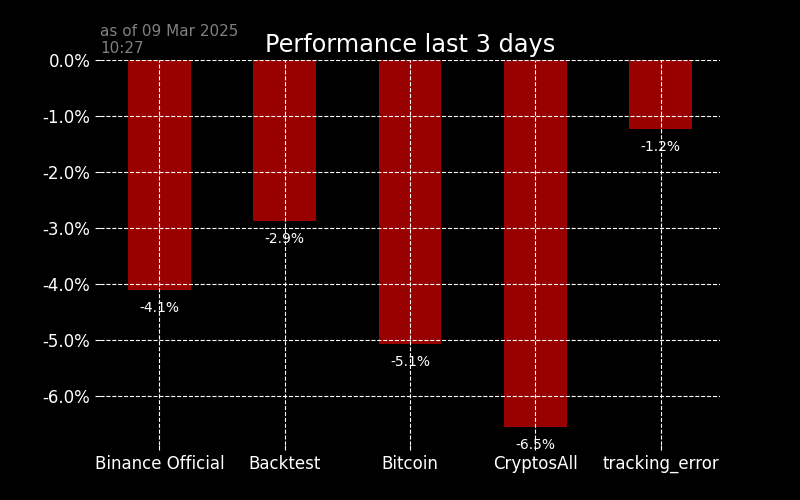 as of 09 Mar 2025
10:27
Performance last 3 days
0.0%
-1.0%
-2.0%
-3.0%
-4.0%
-5.0%
-6.0%
-4.1%
-2.9%
-5.1%
-6.5%
-1.2%
Binance Official
Backtest
Bitcoin
CryptosAll
tracking_error